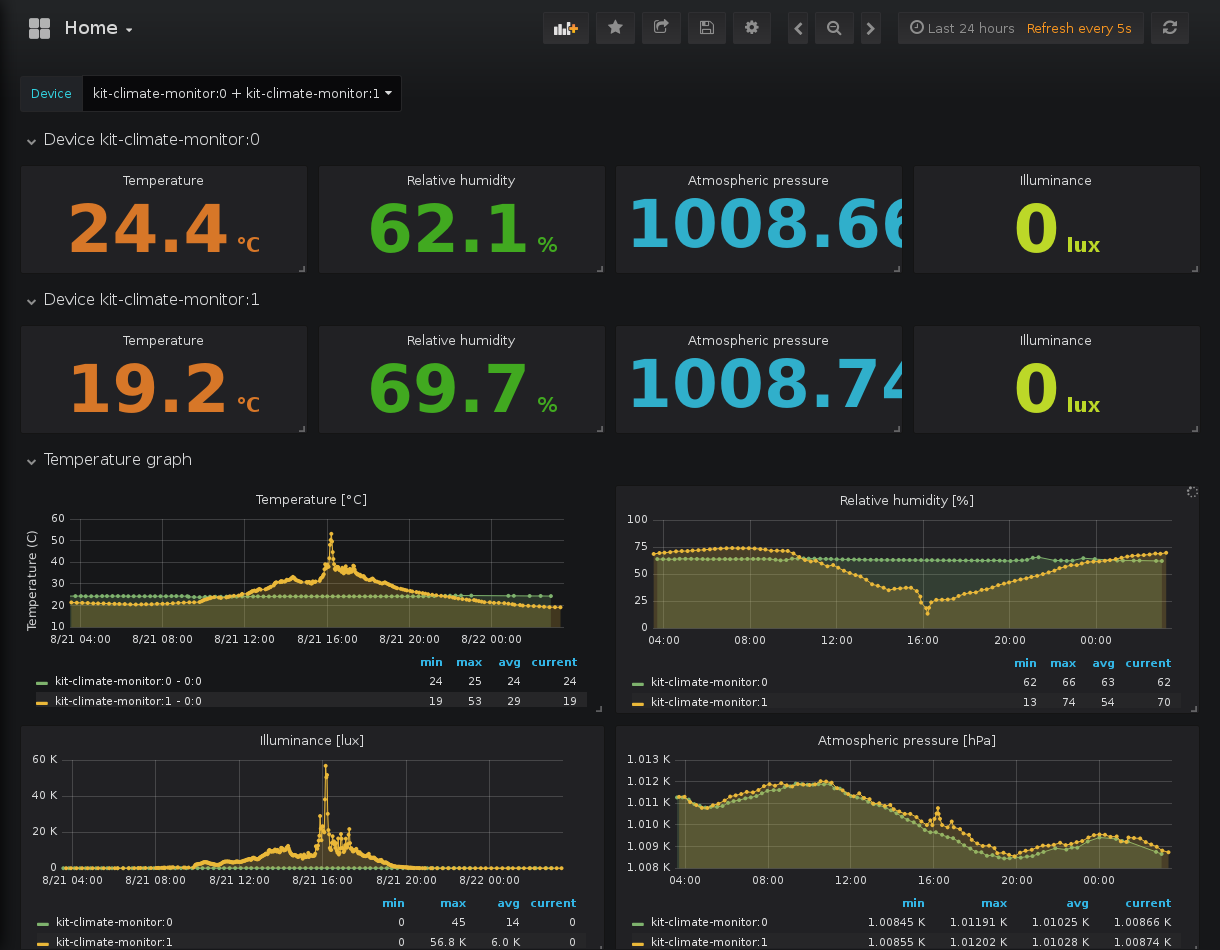 Home
Last 24 hours Refresh every 5s
Device kit-climate-monitor:0 + kit-climate-monitor:1
Device kit-climate-monitor:0
Temperature Relative humidity Atmospheric pressure Illuminance
24.4 °C 62.1 % 1008.66 0 lux
Device kit-climate-monitor:1
Temperature Relative humidity Atmospheric pressure Illuminance
19.2 °C 69.7 % 1008.74 0 lux
Temperature graph
Temperature [°C]
Temperature (C)
60
50
40
30
20
10
8/21 04:00 8/21 08:00 8/21 12:00 8/21 16:00 8/21 20:00 8/22 00:00
min max avg current
kit-climate-monitor:0 - 0:0 24 25 24 24
kit-climate-monitor:1 - 0:0 19 53 29 19
Relative humidity [%]
100
75
50
25
0
04:00 08:00 12:00 16:00 20:00 00:00
min max avg current
kit-climate-monitor:0 62 66 63 62
kit-climate-monitor:1 13 74 54 70
Illuminance [lux]
60 K
40 K
20 K
0
8/21 04:00 8/21 08:00 8/21 12:00 8/21 16:00 8/21 20:00 8/22 00:00
min max avg current
kit-climate-monitor:0 0 45 14 0
kit-climate-monitor:1 0 56.8 K 6.0 K 0
Atmospheric pressure [hPa]
1.013 K
1.012 K
1.011 K
1.010 K
1.009 K
1.008 K
04:00 08:00 12:00 16:00 20:00 00:00
min max avg current
kit-climate-monitor:0 1.00845 K 1.01191 K 1.01025 K 1.00866 K
kit-climate-monitor:1 1.00855 K 1.01202 K 1.01028 K 1.00874 K